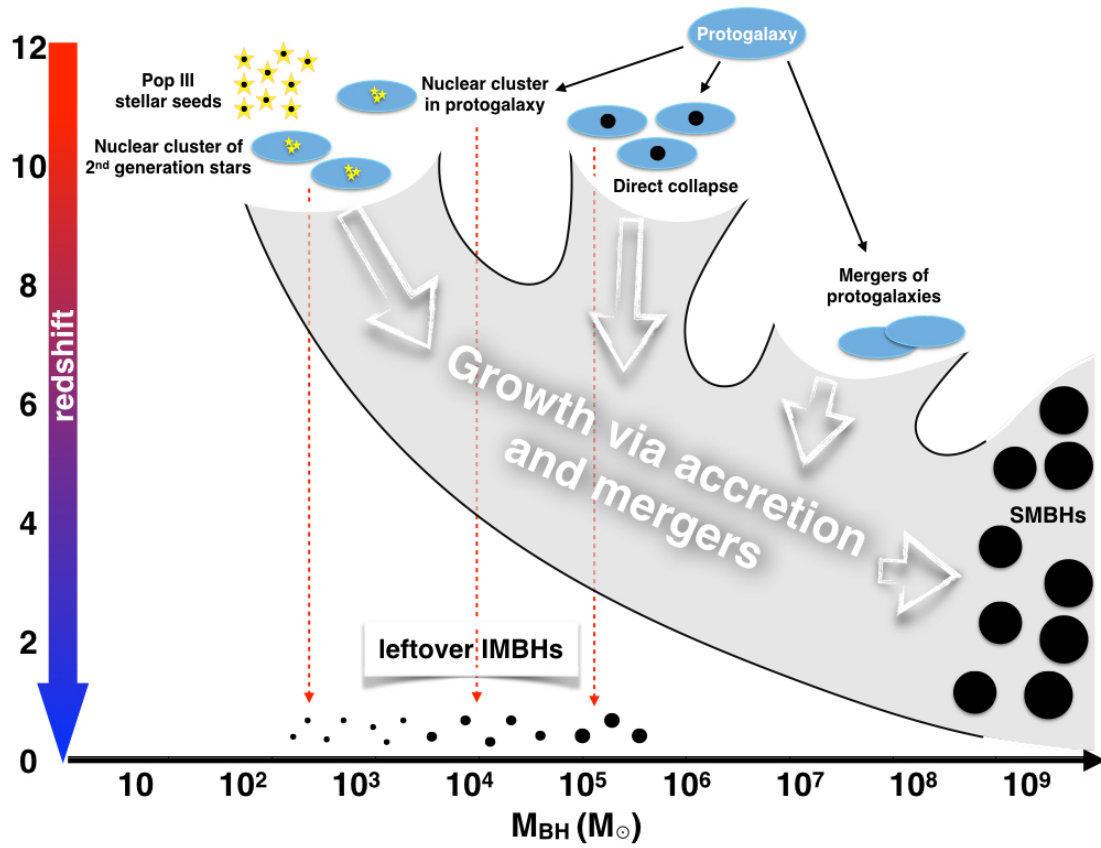 Protogalaxy
12
Pop III
stellar seeds
Nuclear cluster
in protogalaxy
Nuclear cluster of
2nd generation stars
10
Direct collapse
8
Mergers of
protogalaxies
redshift
6
Growth via accretion
and mergers
SMBHs
4
2
leftover IMBHs
0
10 10² 10³ 10⁴ 10⁵ 10⁶ 10⁷ 10⁸ 10⁹
M_BH (M_⊙)